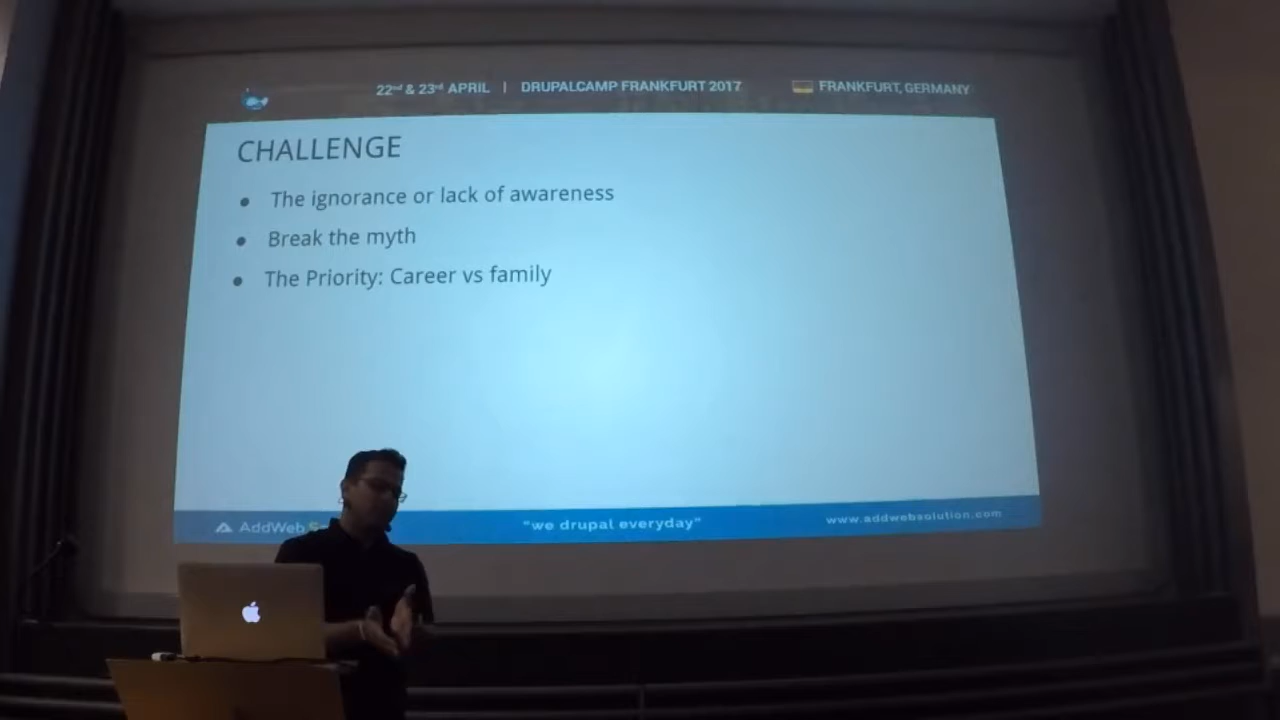 22nd & 23rd APRIL | DRUPALCAMP FRANKFURT 2017 FRANKFURT, GERMANY
CHALLENGE
• The ignorance or lack of awareness
• Break the myth
• The Priority: Career vs family
AddWeb "we drupal everyday" www.addwebsolution.com